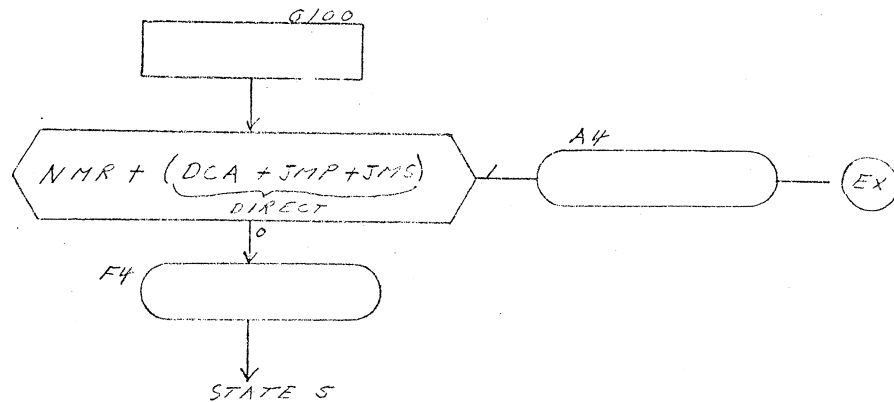 G100
NMR + (DCA + JMP + JMS)
DIRECT
1
A4
EX
0
F4
STATE 5